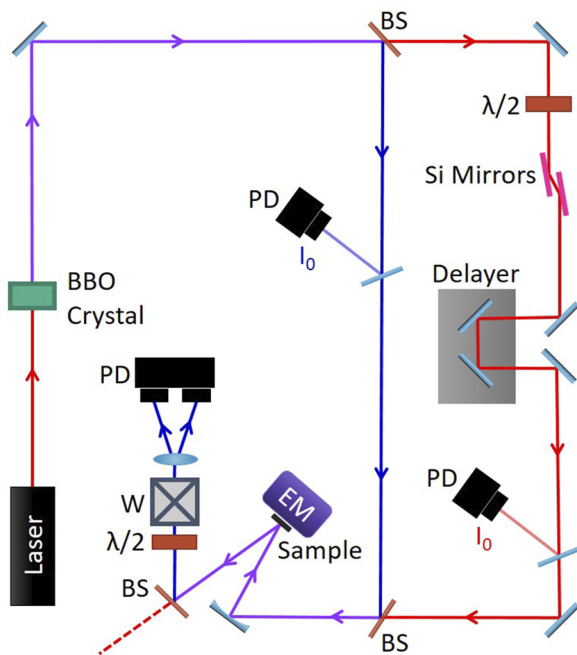 BS
λ/2
Si Mirrors
PD
I₀
BBO
Crystal
Delayer
PD
W
EM
PD
Laser
λ/2
Sample
I₀
BS
BS